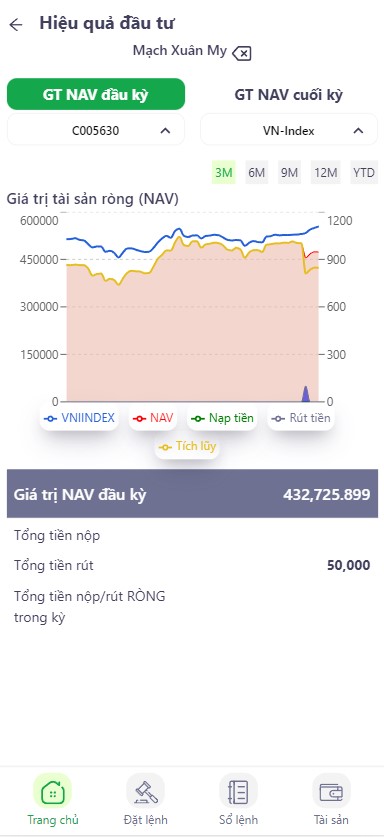 Hiệu quả đầu tư
Mạch Xuân My
GT NAV đầu kỳ GT NAV cuối kỳ
C005630 VN-Index
3M 6M 9M 12M YTD
Giá trị tài sản ròng (NAV)
600000 1200
450000 900
300000 600
150000 300
0 0
VNIINDEX NAV Nạp tiền Rút tiền
Tích lũy
Giá trị NAV đầu kỳ 432,725.899
Tổng tiền nộp
Tổng tiền rút 50,000
Tổng tiền nộp/rút RÒNG
trong kỳ
Trang chủ Đặt lệnh Sổ lệnh Tài sản